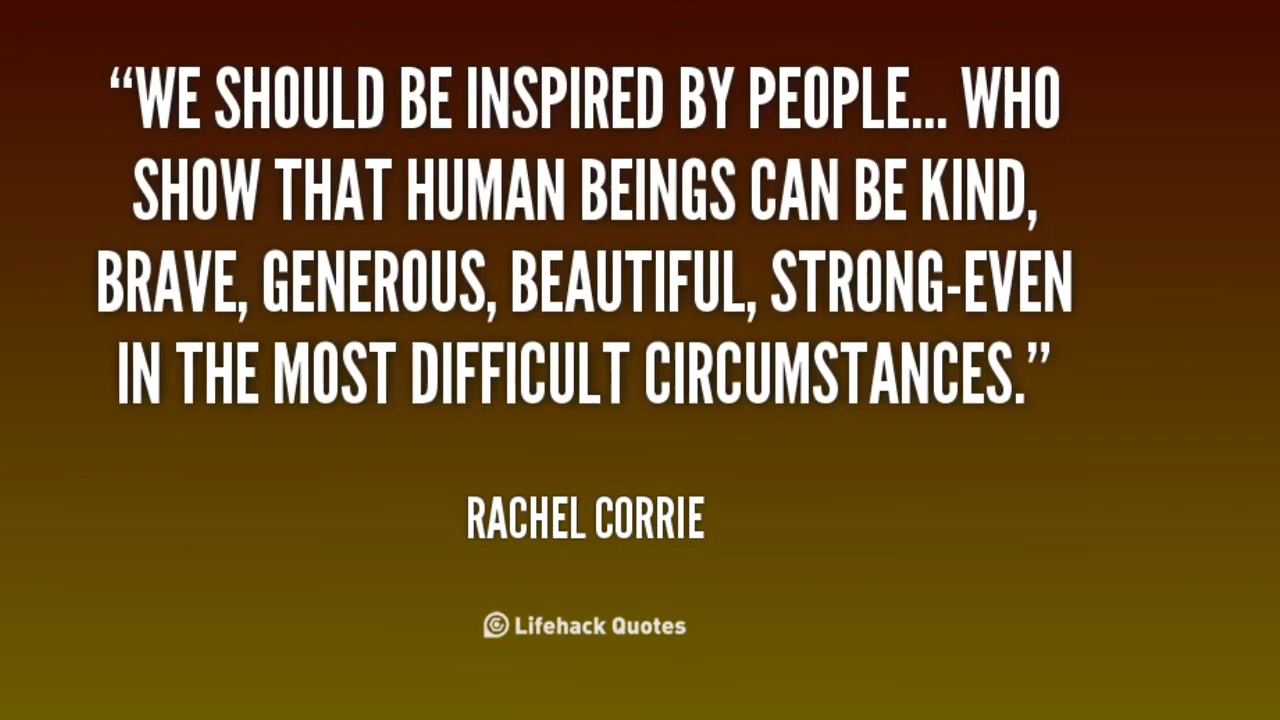 “WE SHOULD BE INSPIRED BY PEOPLE... WHO
SHOW THAT HUMAN BEINGS CAN BE KIND,
BRAVE, GENEROUS, BEAUTIFUL, STRONG-EVEN
IN THE MOST DIFFICULT CIRCUMSTANCES.”
RACHEL CORRIE
Lifehack Quotes